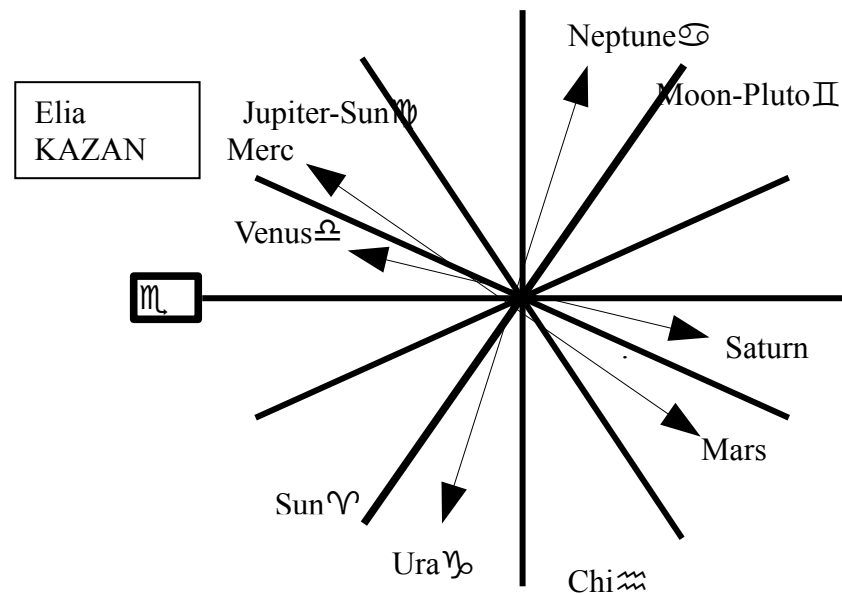 Neptune♋
Elia
KAZAN
Moon-Pluto♊
Jupiter-Sun♍
Merc
Venus♎
♏
Saturn
Mars
Sun♈
Ura♑
Chi♒